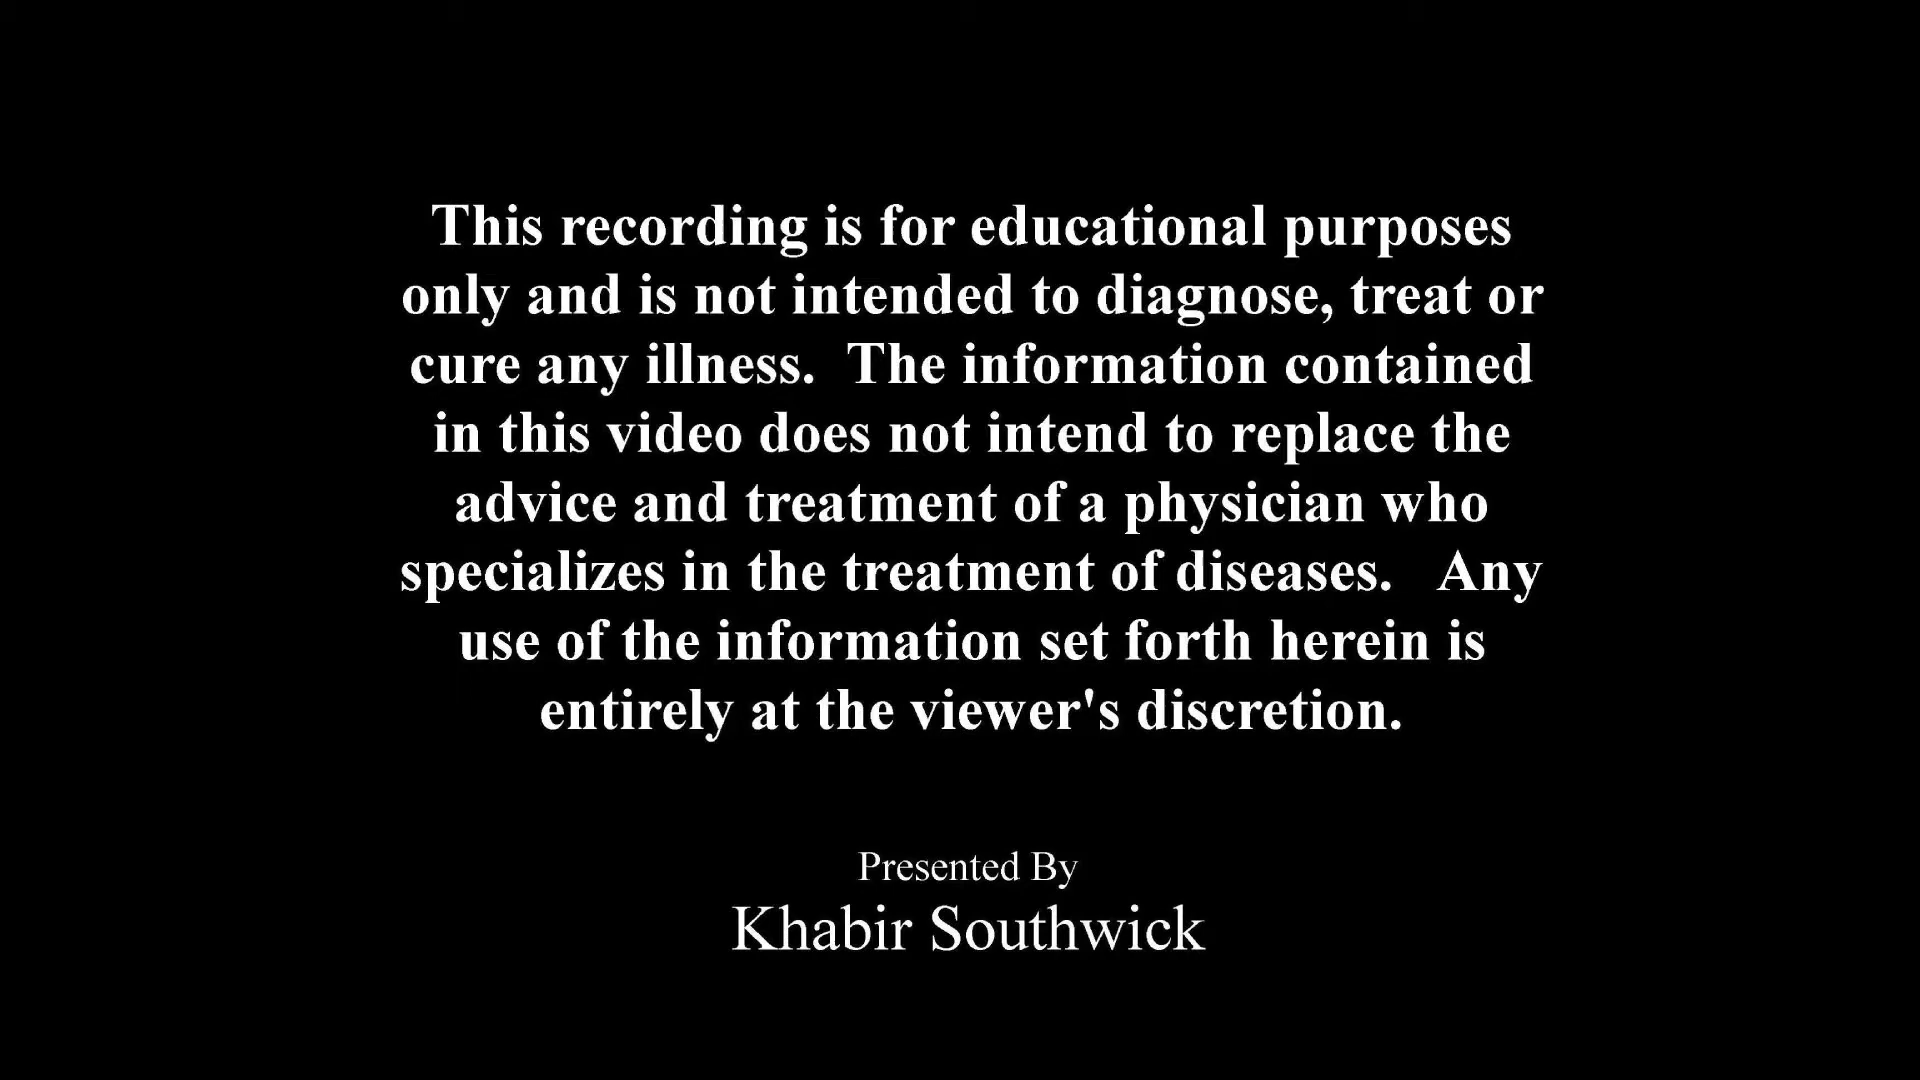 This recording is for educational purposes
only and is not intended to diagnose, treat or
cure any illness.  The information contained
in this video does not intend to replace the
advice and treatment of a physician who
specializes in the treatment of diseases.   Any
use of the information set forth herein is
entirely at the viewer's discretion.
Presented By
Khabir Southwick